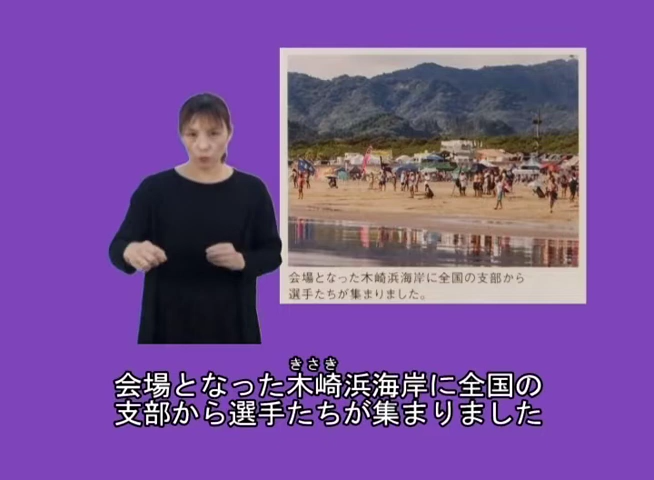 会場となった木崎浜海岸に全国の支部から
選手たちが集まりました。
きさき
会場となった木崎浜海岸に全国の
支部から選手たちが集まりました